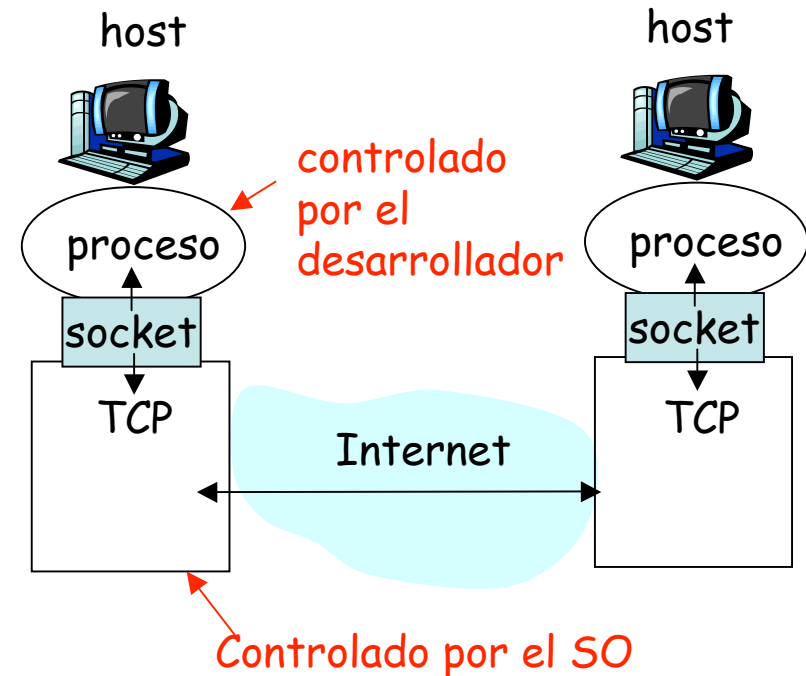 host
host
controlado
por el
desarrollador
proceso
proceso
socket
socket
TCP
TCP
Internet
Controlado por el SO